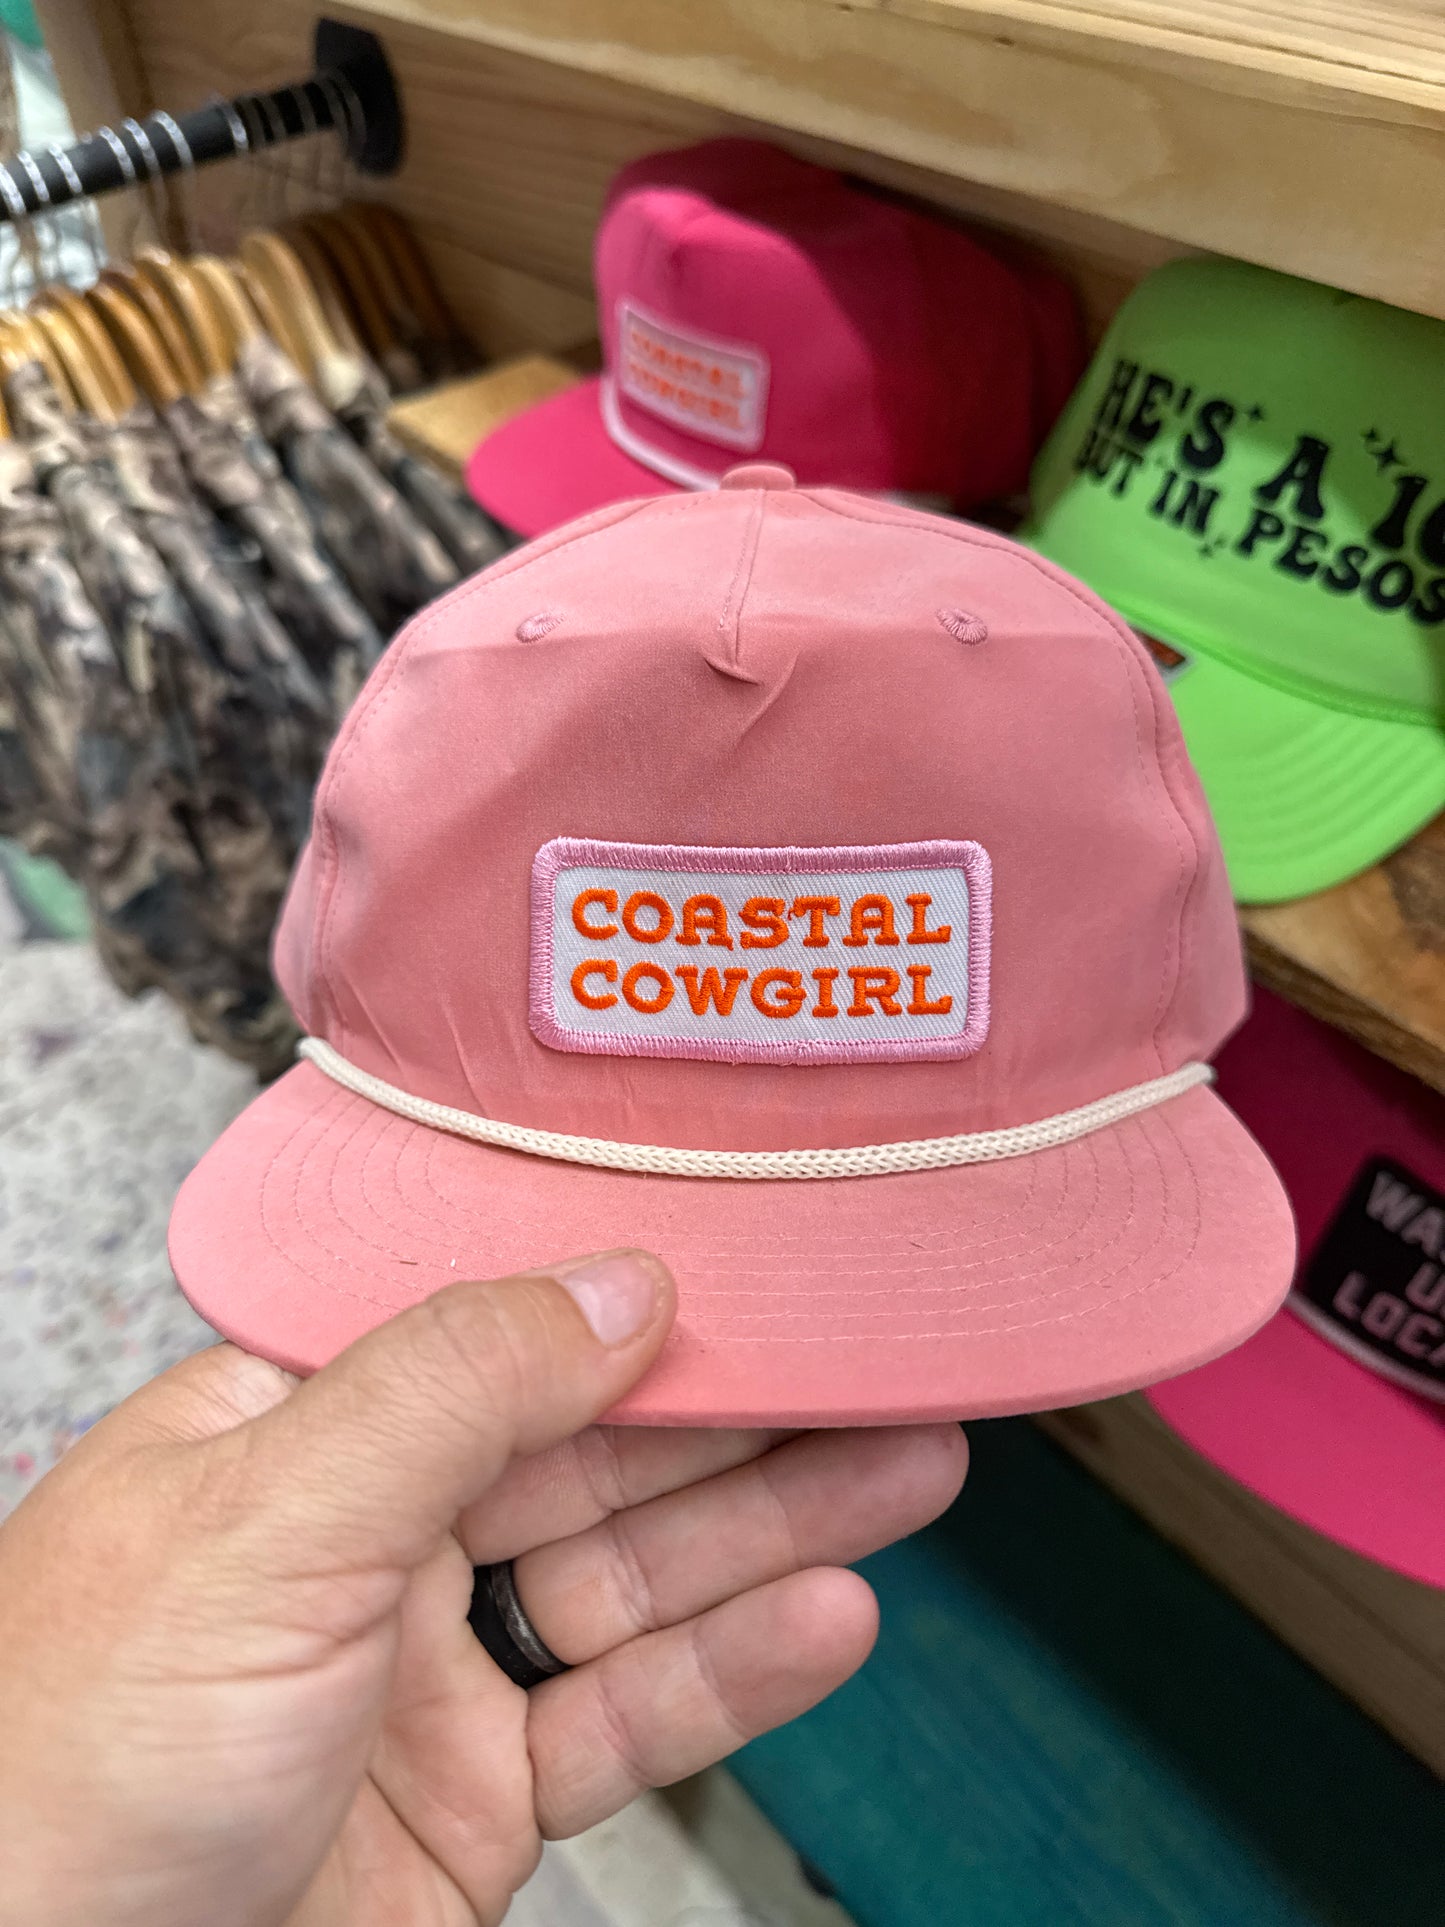 COASTAL
COWGIRL
COASTAL
COWGIRL
HE'S A 10
BUT IN PESOS